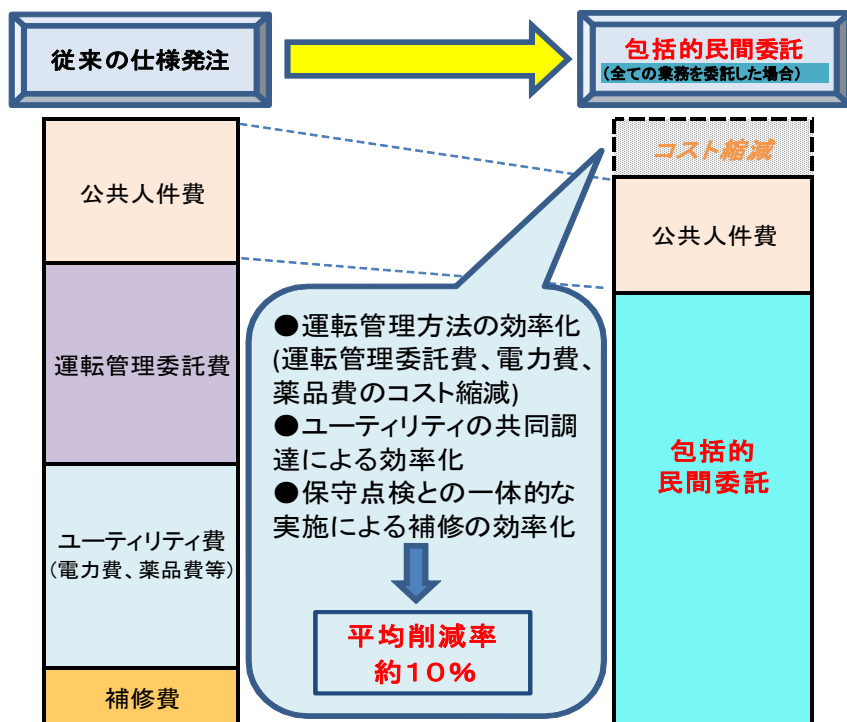 従来の仕様発注
包括的民間委託
(全ての業務を委託した場合)
公共人件費
運転管理委託費
ユーティリティ費
(電力費、薬品費等)
補修費
●運転管理方法の効率化
(運転管理委託費、電力費、
薬品費のコスト縮減)
●ユーティリティの共同調
達による効率化
●保守点検との一体的な
実施による補修の効率化
平均削減率
約10%
コスト縮減
公共人件費
包括的
民間委託